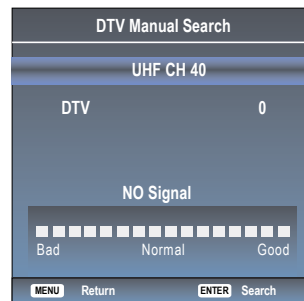 DTV Manual Search
UHF CH 40
DTV 0
NO Signal
Bad Normal Good
MENU Return ENTER Search